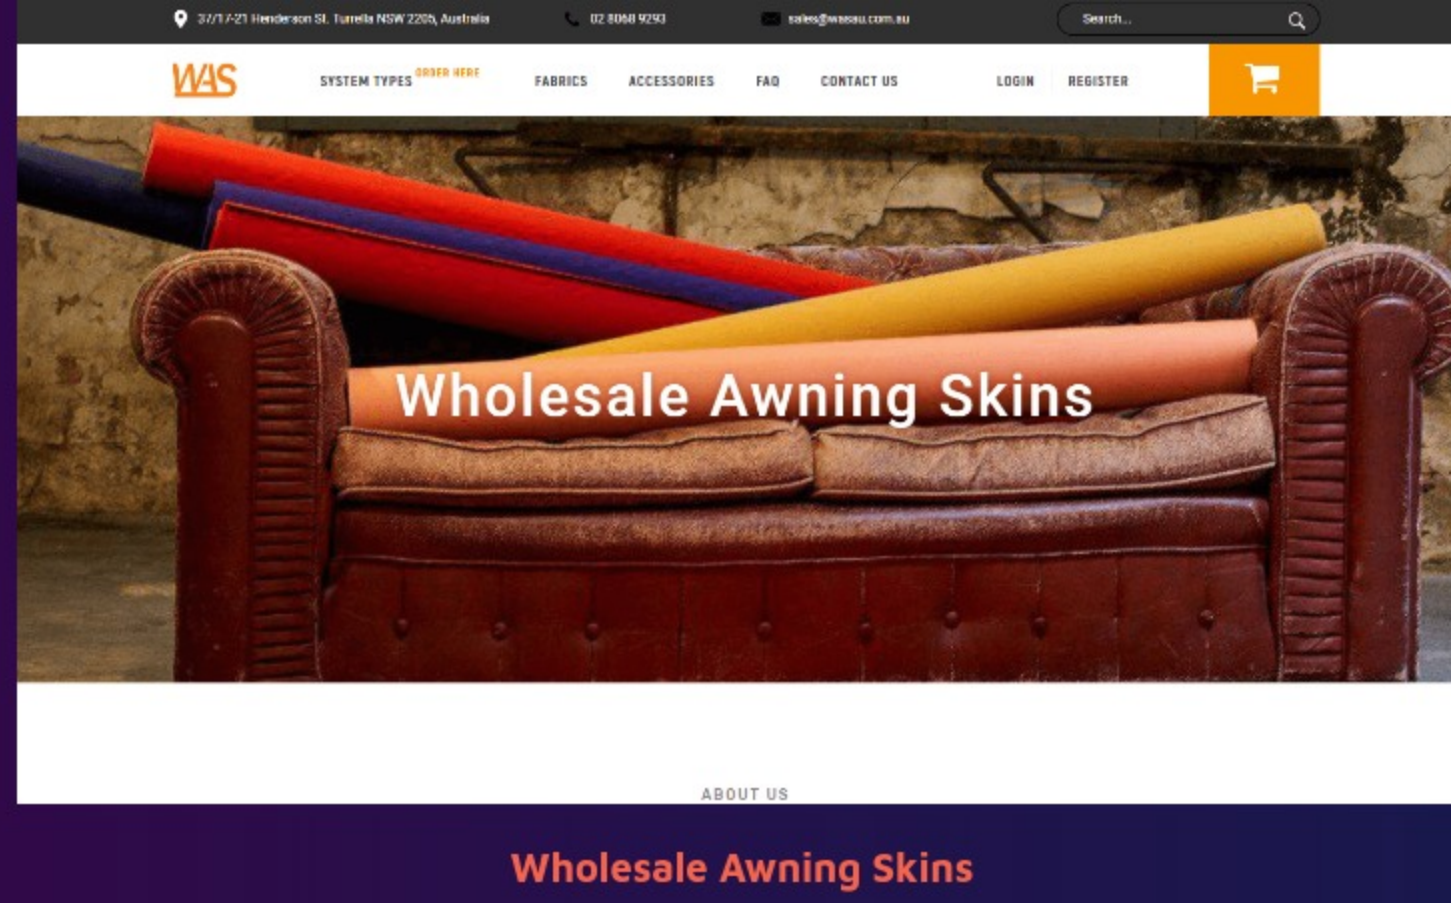 37/17-21 Henderson St. Turrella NSW 2205, Australia
02 8068 9293
sales@wasau.com.au
Search...
WAS
SYSTEM TYPES ORDER HERE
FABRICS
ACCESSORIES
FAQ
CONTACT US
LOGIN
REGISTER
Wholesale Awning Skins
ABOUT US
Wholesale Awning Skins